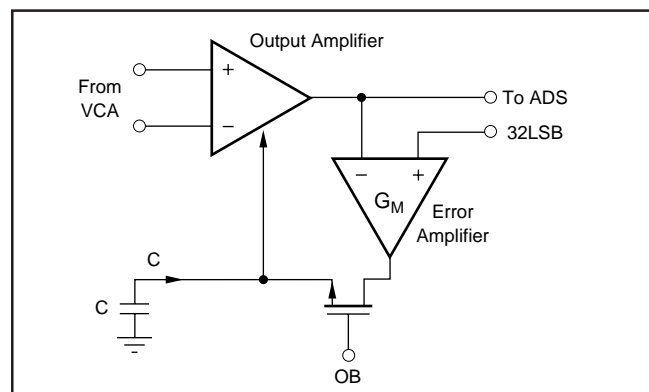 Output Amplifier
From
VCA
+
−
To ADS
32LSB
− +
G_M
Error
Amplifier
C
C
OB